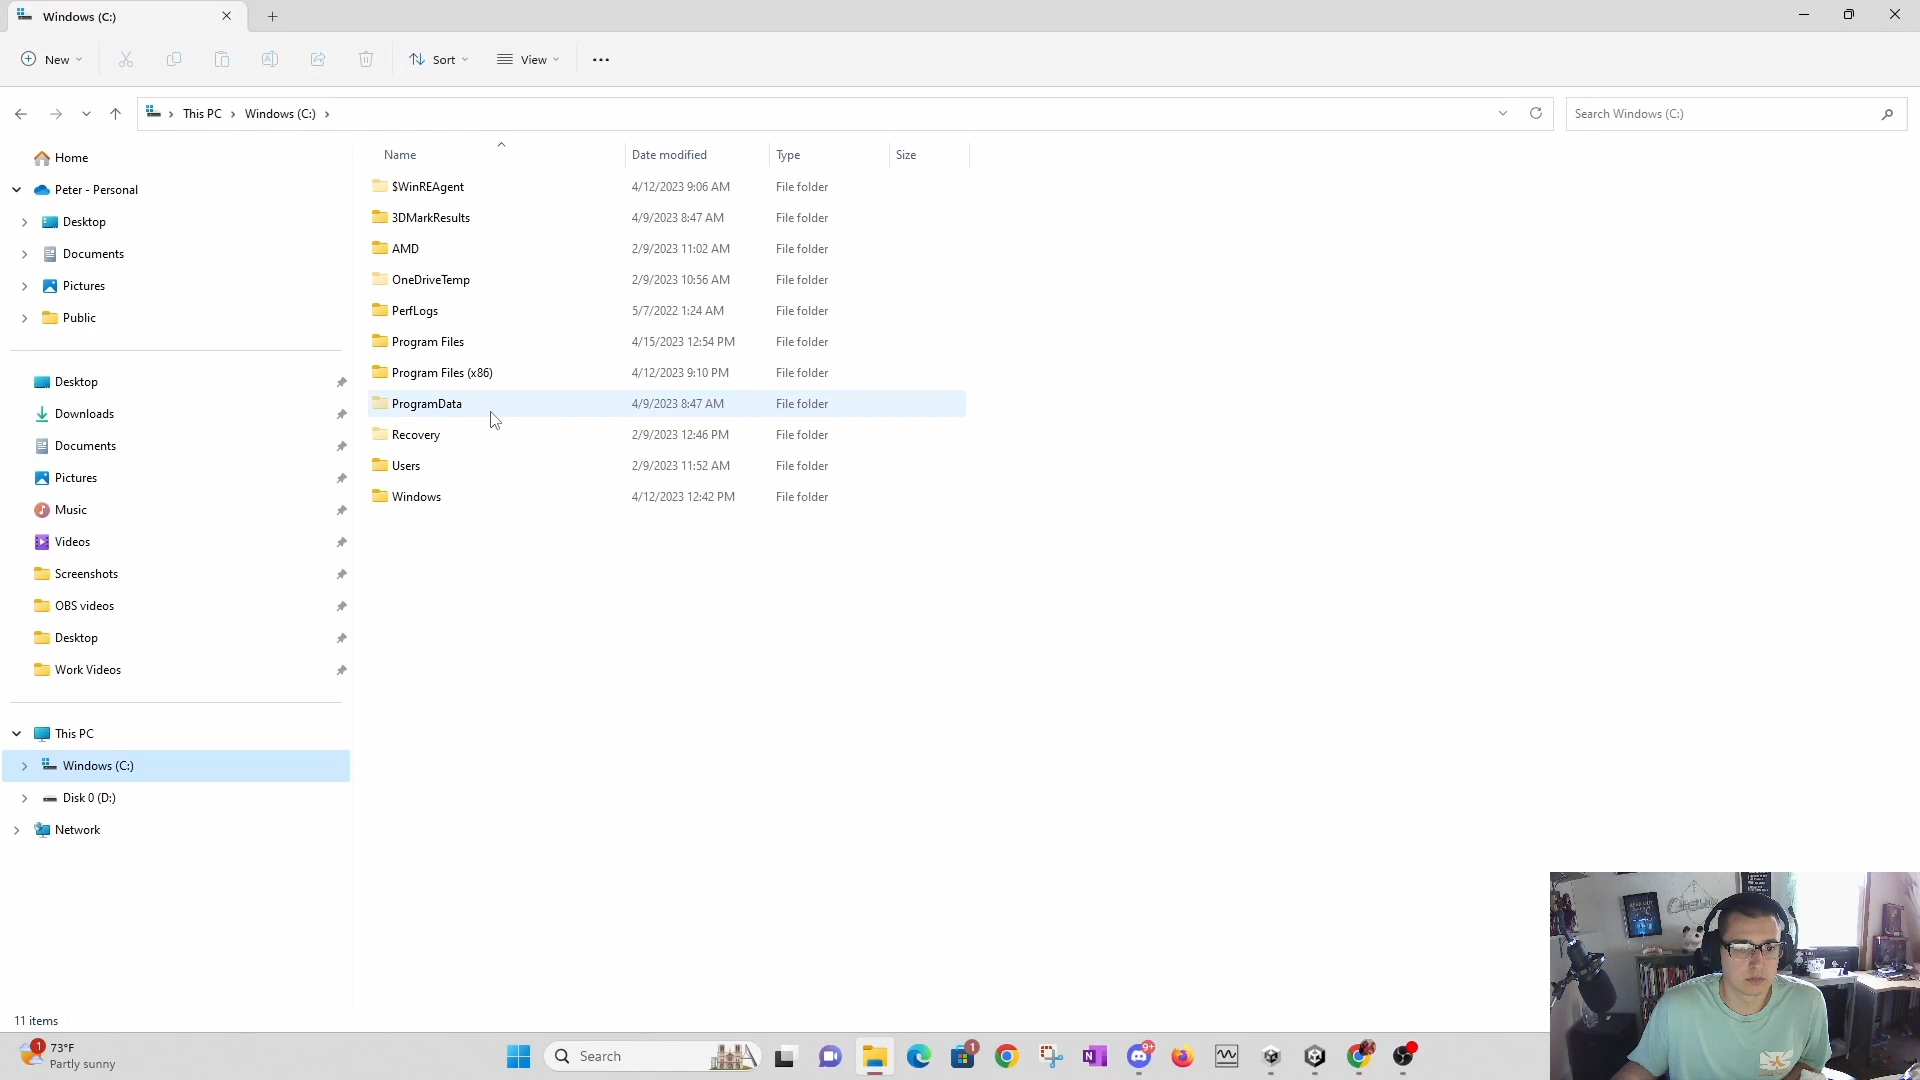 Windows (C:)
New
Sort
View
This PC
Windows (C:)
Search Windows (C:)
Home
Peter - Personal
Desktop
Documents
Pictures
Public
Desktop
Downloads
Documents
Pictures
Music
Videos
Screenshots
OBS videos
Desktop
Work Videos
This PC
Windows (C:)
Disk 0 (D:)
Network
Name Date modified Type Size
$WinREAgent 4/12/2023 9:06 AM File folder
3DMarkResults 4/9/2023 8:47 AM File folder
AMD 2/9/2023 11:02 AM File folder
OneDriveTemp 2/9/2023 10:56 AM File folder
PerfLogs 5/7/2022 1:24 AM File folder
Program Files 4/15/2023 12:54 PM File folder
Program Files (x86) 4/12/2023 9:10 PM File folder
ProgramData 4/9/2023 8:47 AM File folder
Recovery 2/9/2023 12:46 PM File folder
Users 2/9/2023 11:52 AM File folder
Windows 4/12/2023 12:42 PM File folder
11 items
1
73°F
Partly sunny
Search
1
N
9+